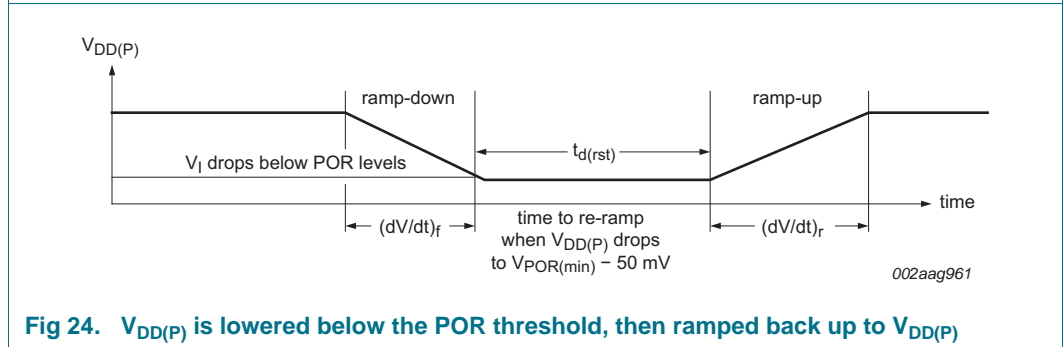 V_DD(P)
ramp-down
ramp-up
t_d(rst)
V_I drops below POR levels
time
(dV/dt)_f
time to re-ramp
when V_DD(P) drops
to V_POR(min) − 50 mV
(dV/dt)_r
002aag961
Fig 24. V_DD(P) is lowered below the POR threshold, then ramped back up to V_DD(P)